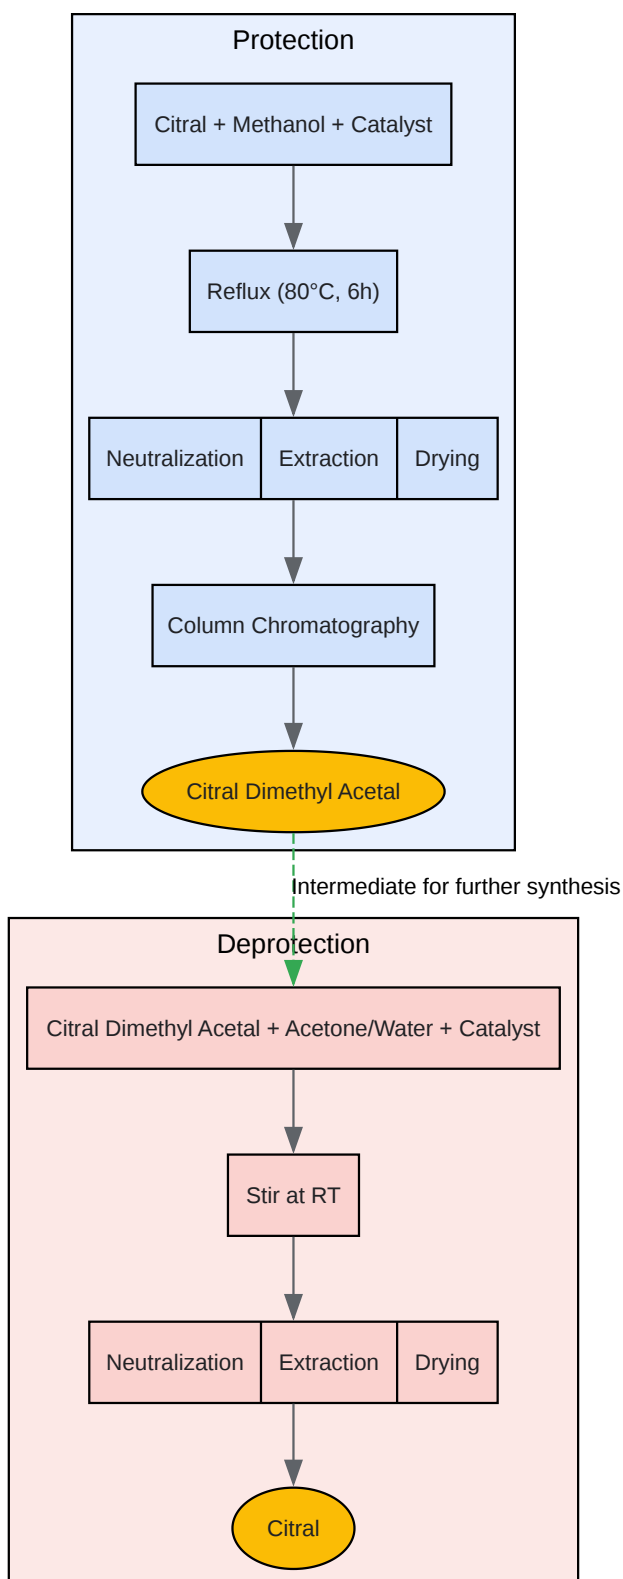 Protection
Citral + Methanol + Catalyst
Reflux (80°C, 6h)
Neutralization Extraction Drying
Column Chromatography
Citral Dimethyl Acetal
Intermediate for further synthesis
Deprotection
Citral Dimethyl Acetal + Acetone/Water + Catalyst
Stir at RT
Neutralization Extraction Drying
Citral